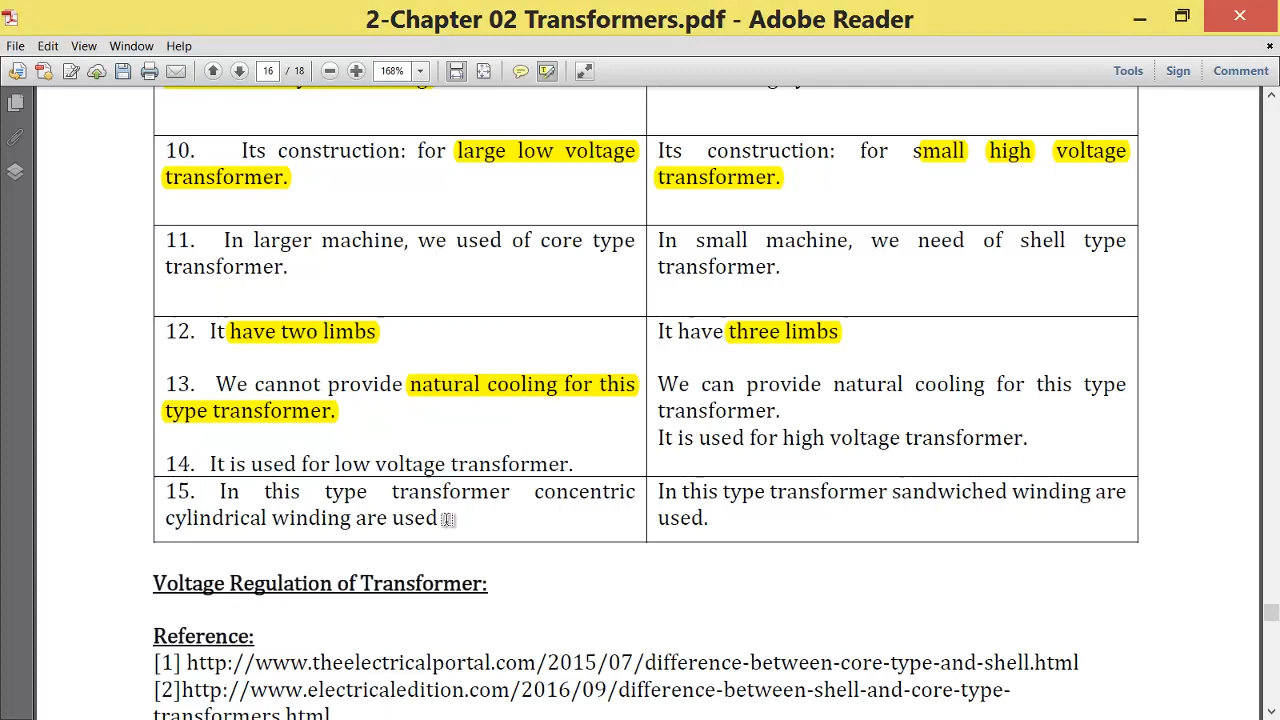 2-Chapter 02 Transformers.pdf - Adobe Reader
File Edit View Window Help
16 / 18 168% Tools Sign Comment
10. Its construction: for large low voltage
transformer.
Its construction: for small high voltage
transformer.
11. In larger machine, we used of core type
transformer.
In small machine, we need of shell type
transformer.
12. It have two limbs
13. We cannot provide natural cooling for this
type transformer.
14. It is used for low voltage transformer.
It have three limbs
We can provide natural cooling for this type
transformer.
It is used for high voltage transformer.
15. In this type transformer concentric
cylindrical winding are used
In this type transformer sandwiched winding are
used.
Voltage Regulation of Transformer:
Reference:
[1] http://www.theelectricalportal.com/2015/07/difference-between-core-type-and-shell.html
[2]http://www.electricaledition.com/2016/09/difference-between-shell-and-core-type-
transformers.html